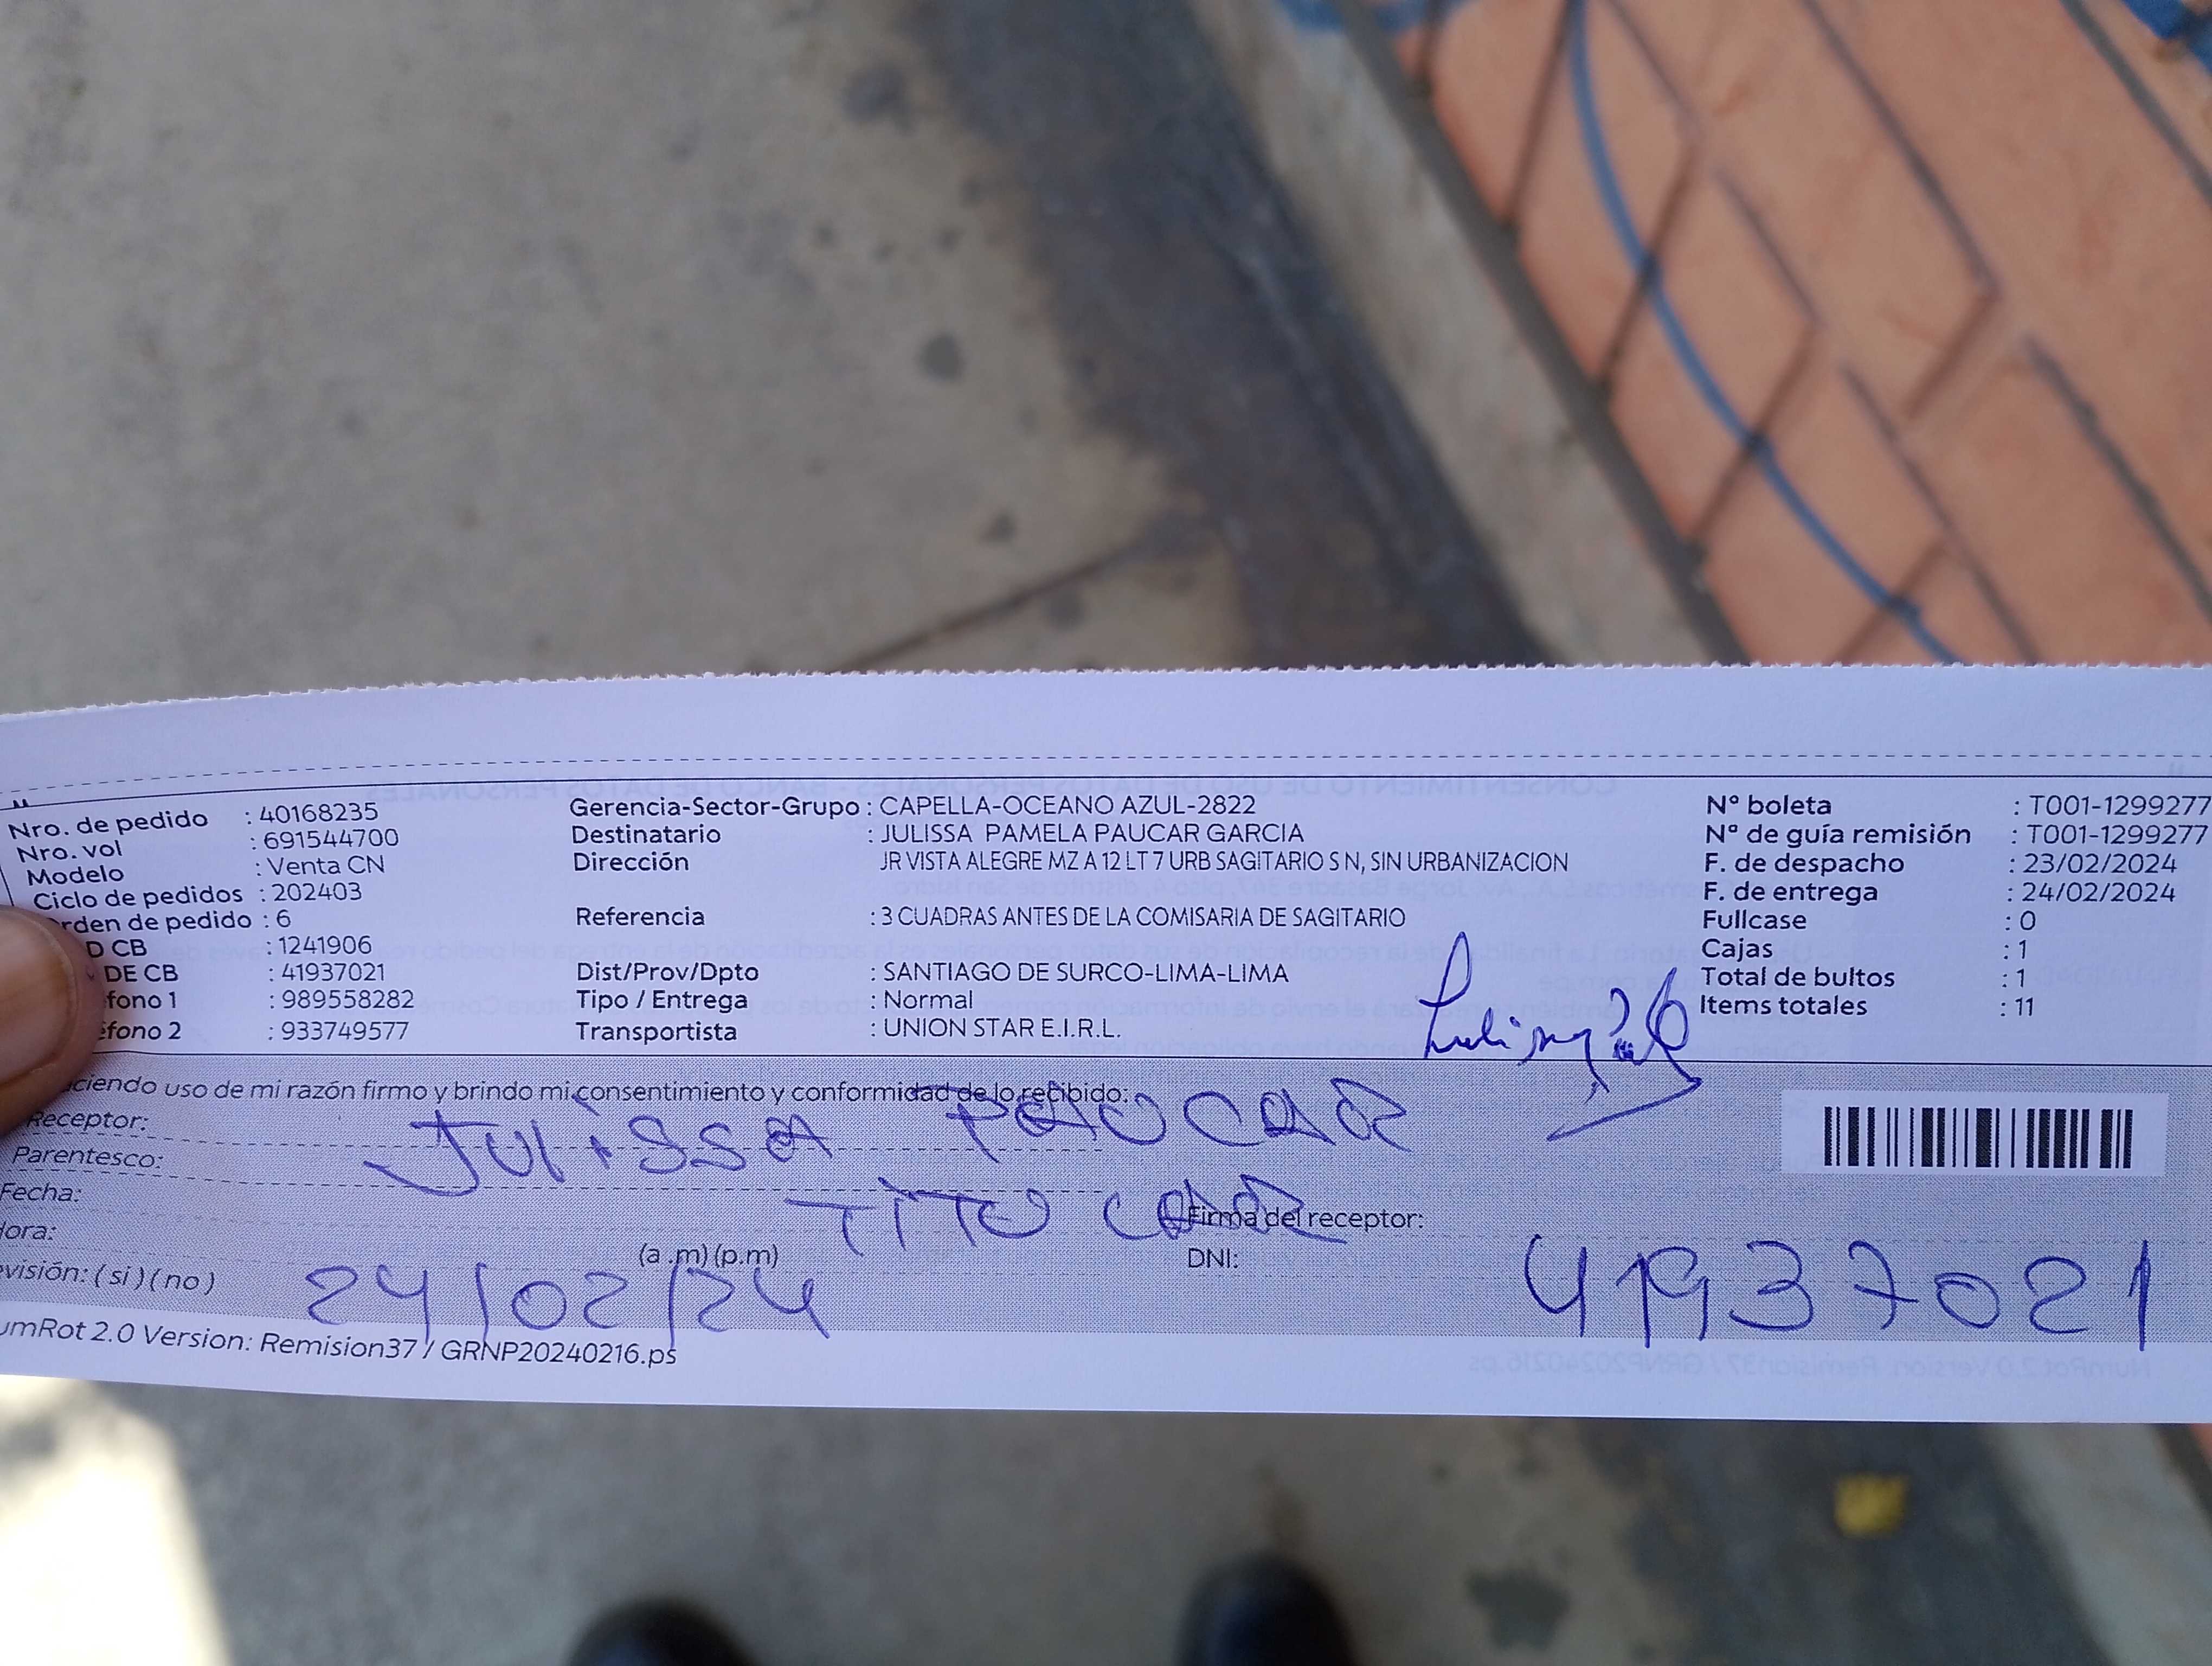 Nro. de pedido : 40168235
Nro. vol : 691544700
Modelo : Venta CN
Ciclo de pedidos : 202403
rden de pedido : 6
D CB : 1241906
DE CB : 41937021
fono 1 : 989558282
éfono 2 : 933749577
Gerencia-Sector-Grupo : CAPELLA-OCEANO AZUL-2822
Destinatario : JULISSA PAMELA PAUCAR GARCIA
Dirección JR VISTA ALEGRE MZ A 12 LT 7 URB SAGITARIO S N, SIN URBANIZACION
Referencia : 3 CUADRAS ANTES DE LA COMISARIA DE SAGITARIO
Dist/Prov/Dpto : SANTIAGO DE SURCO-LIMA-LIMA
Tipo / Entrega : Normal
Transportista : UNION STAR E.I.R.L.
N° boleta : T001-1299277
N° de guía remisión : T001-1299277
F. de despacho : 23/02/2024
F. de entrega : 24/02/2024
Fullcase : 0
Cajas : 1
Total de bultos : 1
Items totales : 11
ciendo uso de mi razón firmo y brindo mi consentimiento y conformidad de lo recibido:
Receptor: JULISSA PAUCAR
Parentesco: TITULAR
Fecha:
Hora: (a .m) (p.m)
Firma del receptor:
DNI: 41937021
visión: ( si ) ( no ) 24/02/24
umRot 2.0 Version: Remision37 / GRNP20240216.ps